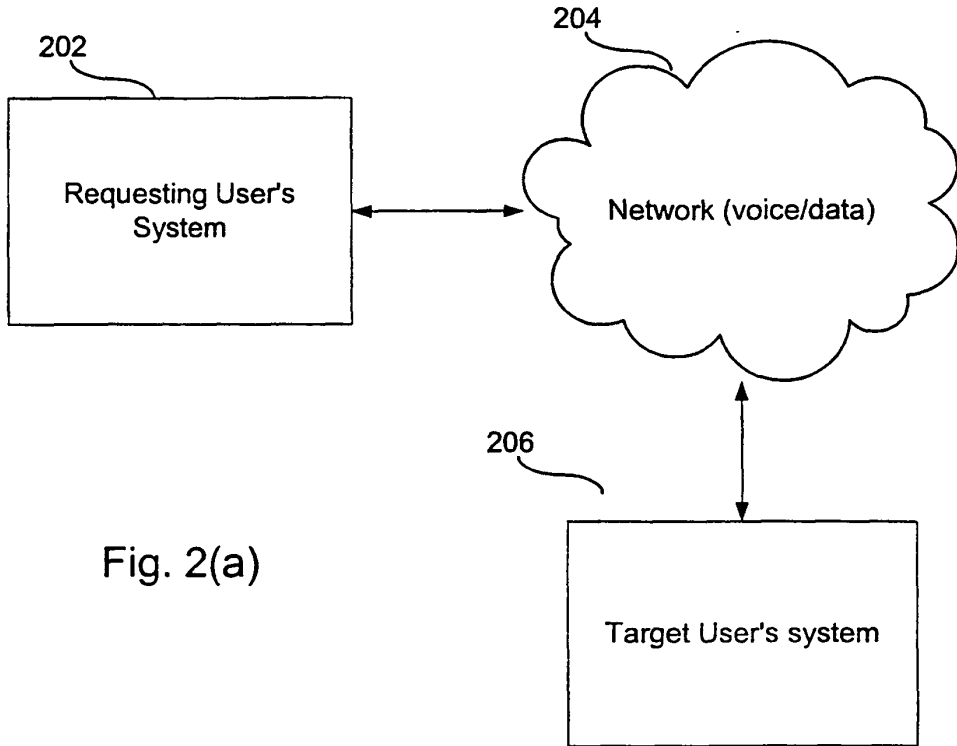 202
204
Requesting User's
System
Network (voice/data)
206
Fig. 2(a)
Target User's system